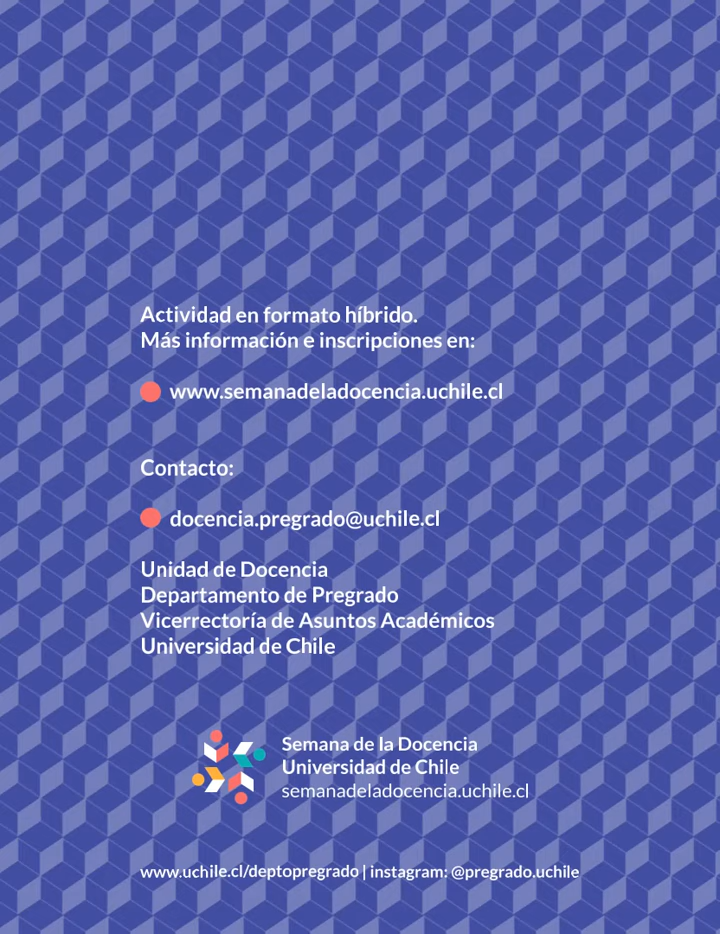 Actividad en formato híbrido.
Más información e inscripciones en:
www.semanadeladocencia.uchile.cl
Contacto:
docencia.pregrado@uchile.cl
Unidad de Docencia
Departamento de Pregrado
Vicerrectoría de Asuntos Académicos
Universidad de Chile
Semana de la Docencia
Universidad de Chile
semanadeladocencia.uchile.cl
www.uchile.cl/deptopregrado | instagram: @pregrado.uchile